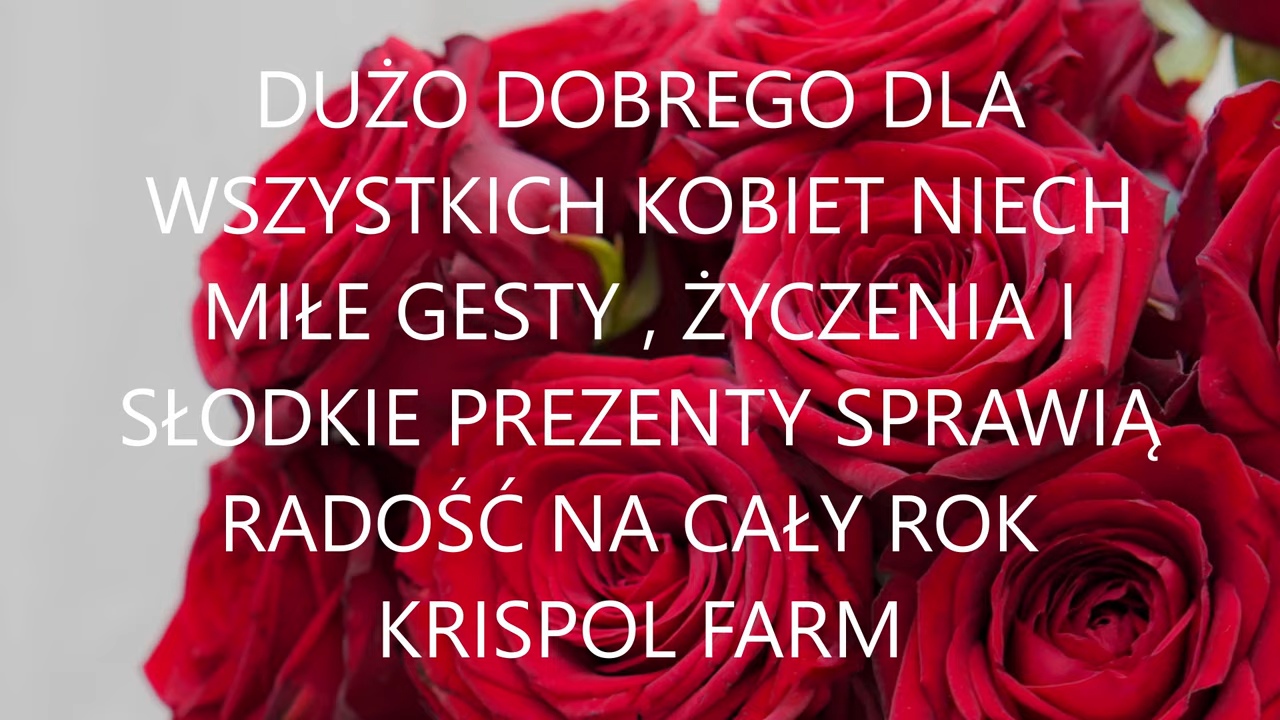 DUŻO DOBREGO DLA
WSZYSTKICH KOBIET NIECH
MIŁE GESTY , ŻYCZENIA I
SŁODKIE PREZENTY SPRAWIĄ
RADOŚĆ NA CAŁY ROK
KRISPOL FARM